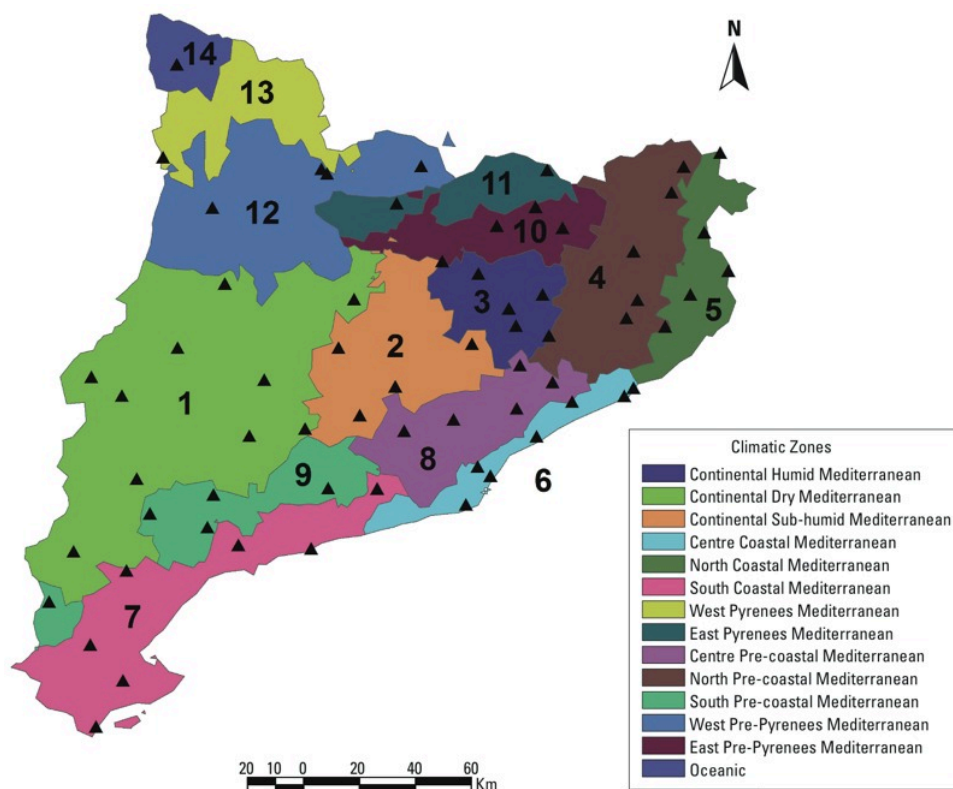 14
N
13
11
12
10
3
4
5
2
1
8
9
6
7
Climatic Zones
Continental Humid Mediterranean
Continental Dry Mediterranean
Continental Sub-humid Mediterranean
Centre Coastal Mediterranean
North Coastal Mediterranean
South Coastal Mediterranean
West Pyrenees Mediterranean
East Pyrenees Mediterranean
Centre Pre-coastal Mediterranean
North Pre-coastal Mediterranean
South Pre-coastal Mediterranean
West Pre-Pyrenees Mediterranean
East Pre-Pyrenees Mediterranean
Oceanic
20 10 0 20 40 60
Km